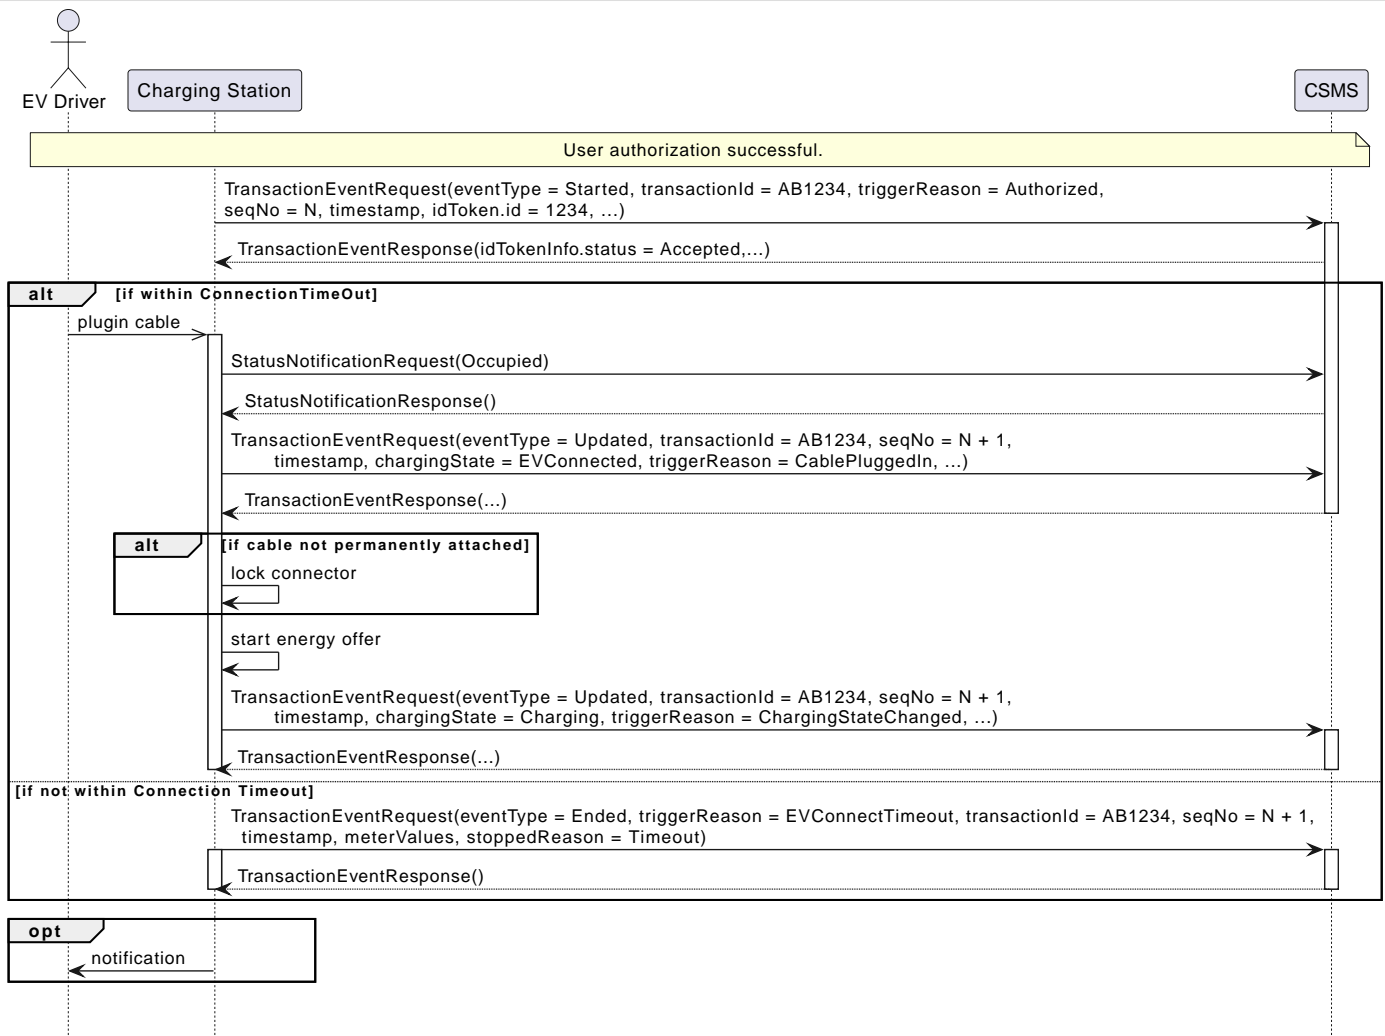 EV Driver
Charging Station
CSMS
User authorization successful.
TransactionEventRequest(eventType = Started, transactionId = AB1234, triggerReason = Authorized,
seqNo = N, timestamp, idToken.id = 1234, ...)
TransactionEventResponse(idTokenInfo.status = Accepted,...)
alt [if within ConnectionTimeOut]
plugin cable
StatusNotificationRequest(Occupied)
StatusNotificationResponse()
TransactionEventRequest(eventType = Updated, transactionId = AB1234, seqNo = N + 1,
timestamp, chargingState = EVConnected, triggerReason = CablePluggedIn, ...)
TransactionEventResponse(...)
alt [if cable not permanently attached]
lock connector
start energy offer
TransactionEventRequest(eventType = Updated, transactionId = AB1234, seqNo = N + 1,
timestamp, chargingState = Charging, triggerReason = ChargingStateChanged, ...)
TransactionEventResponse(...)
[if not within Connection Timeout]
TransactionEventRequest(eventType = Ended, triggerReason = EVConnectTimeout, transactionId = AB1234, seqNo = N + 1,
timestamp, meterValues, stoppedReason = Timeout)
TransactionEventResponse()
opt
notification